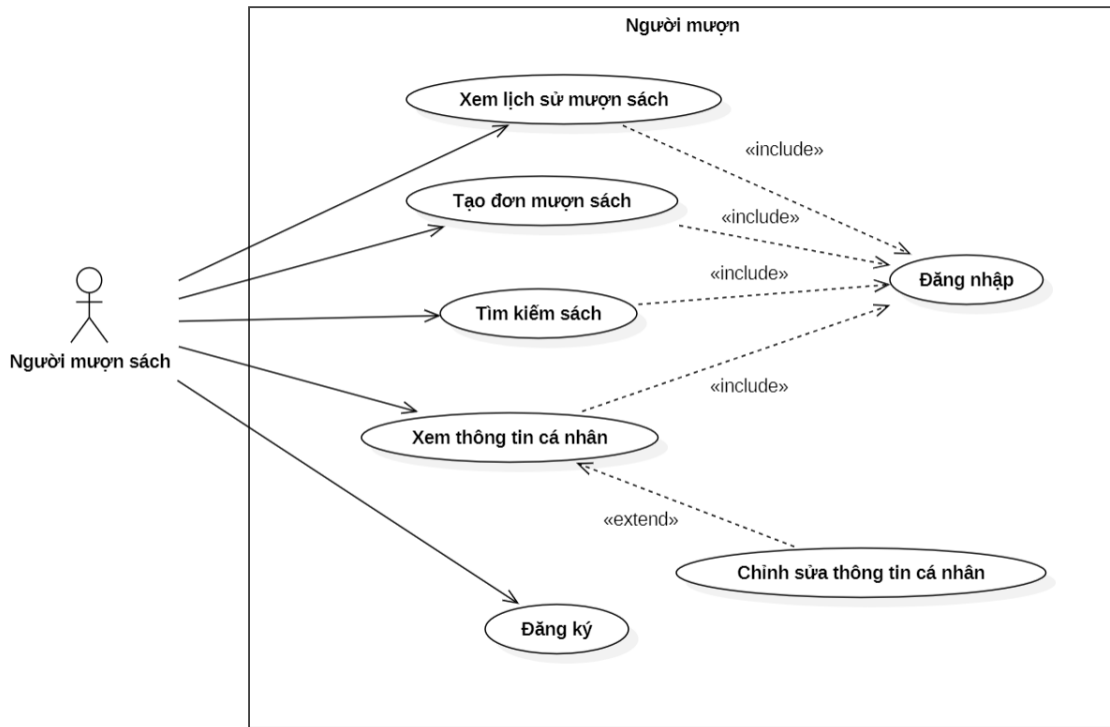 Người mượn
Xem lịch sử mượn sách
«include»
Tạo đơn mượn sách
«include»
«include»
Đăng nhập
Tìm kiếm sách
Người mượn sách
«include»
Xem thông tin cá nhân
«extend»
Chỉnh sửa thông tin cá nhân
Đăng ký